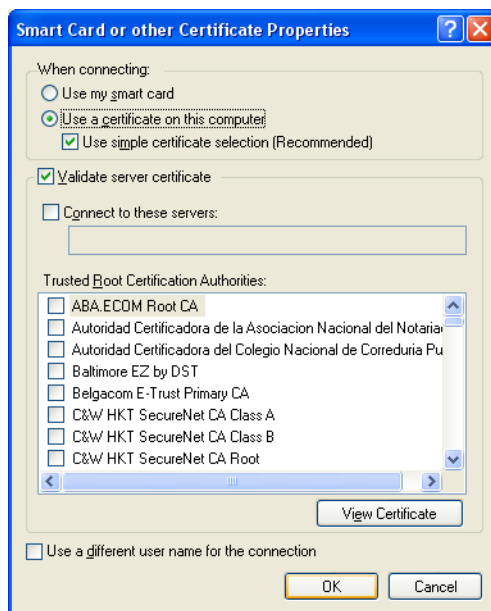 Smart Card or other Certificate Properties
When connecting:
Use my smart card
Use a certificate on this computer
Use simple certificate selection (Recommended)
Validate server certificate
Connect to these servers:
Trusted Root Certification Authorities:
ABA.ECOM Root CA
Autoridad Certificadora de la Asociacion Nacional del Notaria
Autoridad Certificadora del Colegio Nacional de Correduria Pu
Baltimore EZ by DST
Belgacom E-Trust Primary CA
C&W HKT SecureNet CA Class A
C&W HKT SecureNet CA Class B
C&W HKT SecureNet CA Root
View Certificate
Use a different user name for the connection
OK Cancel